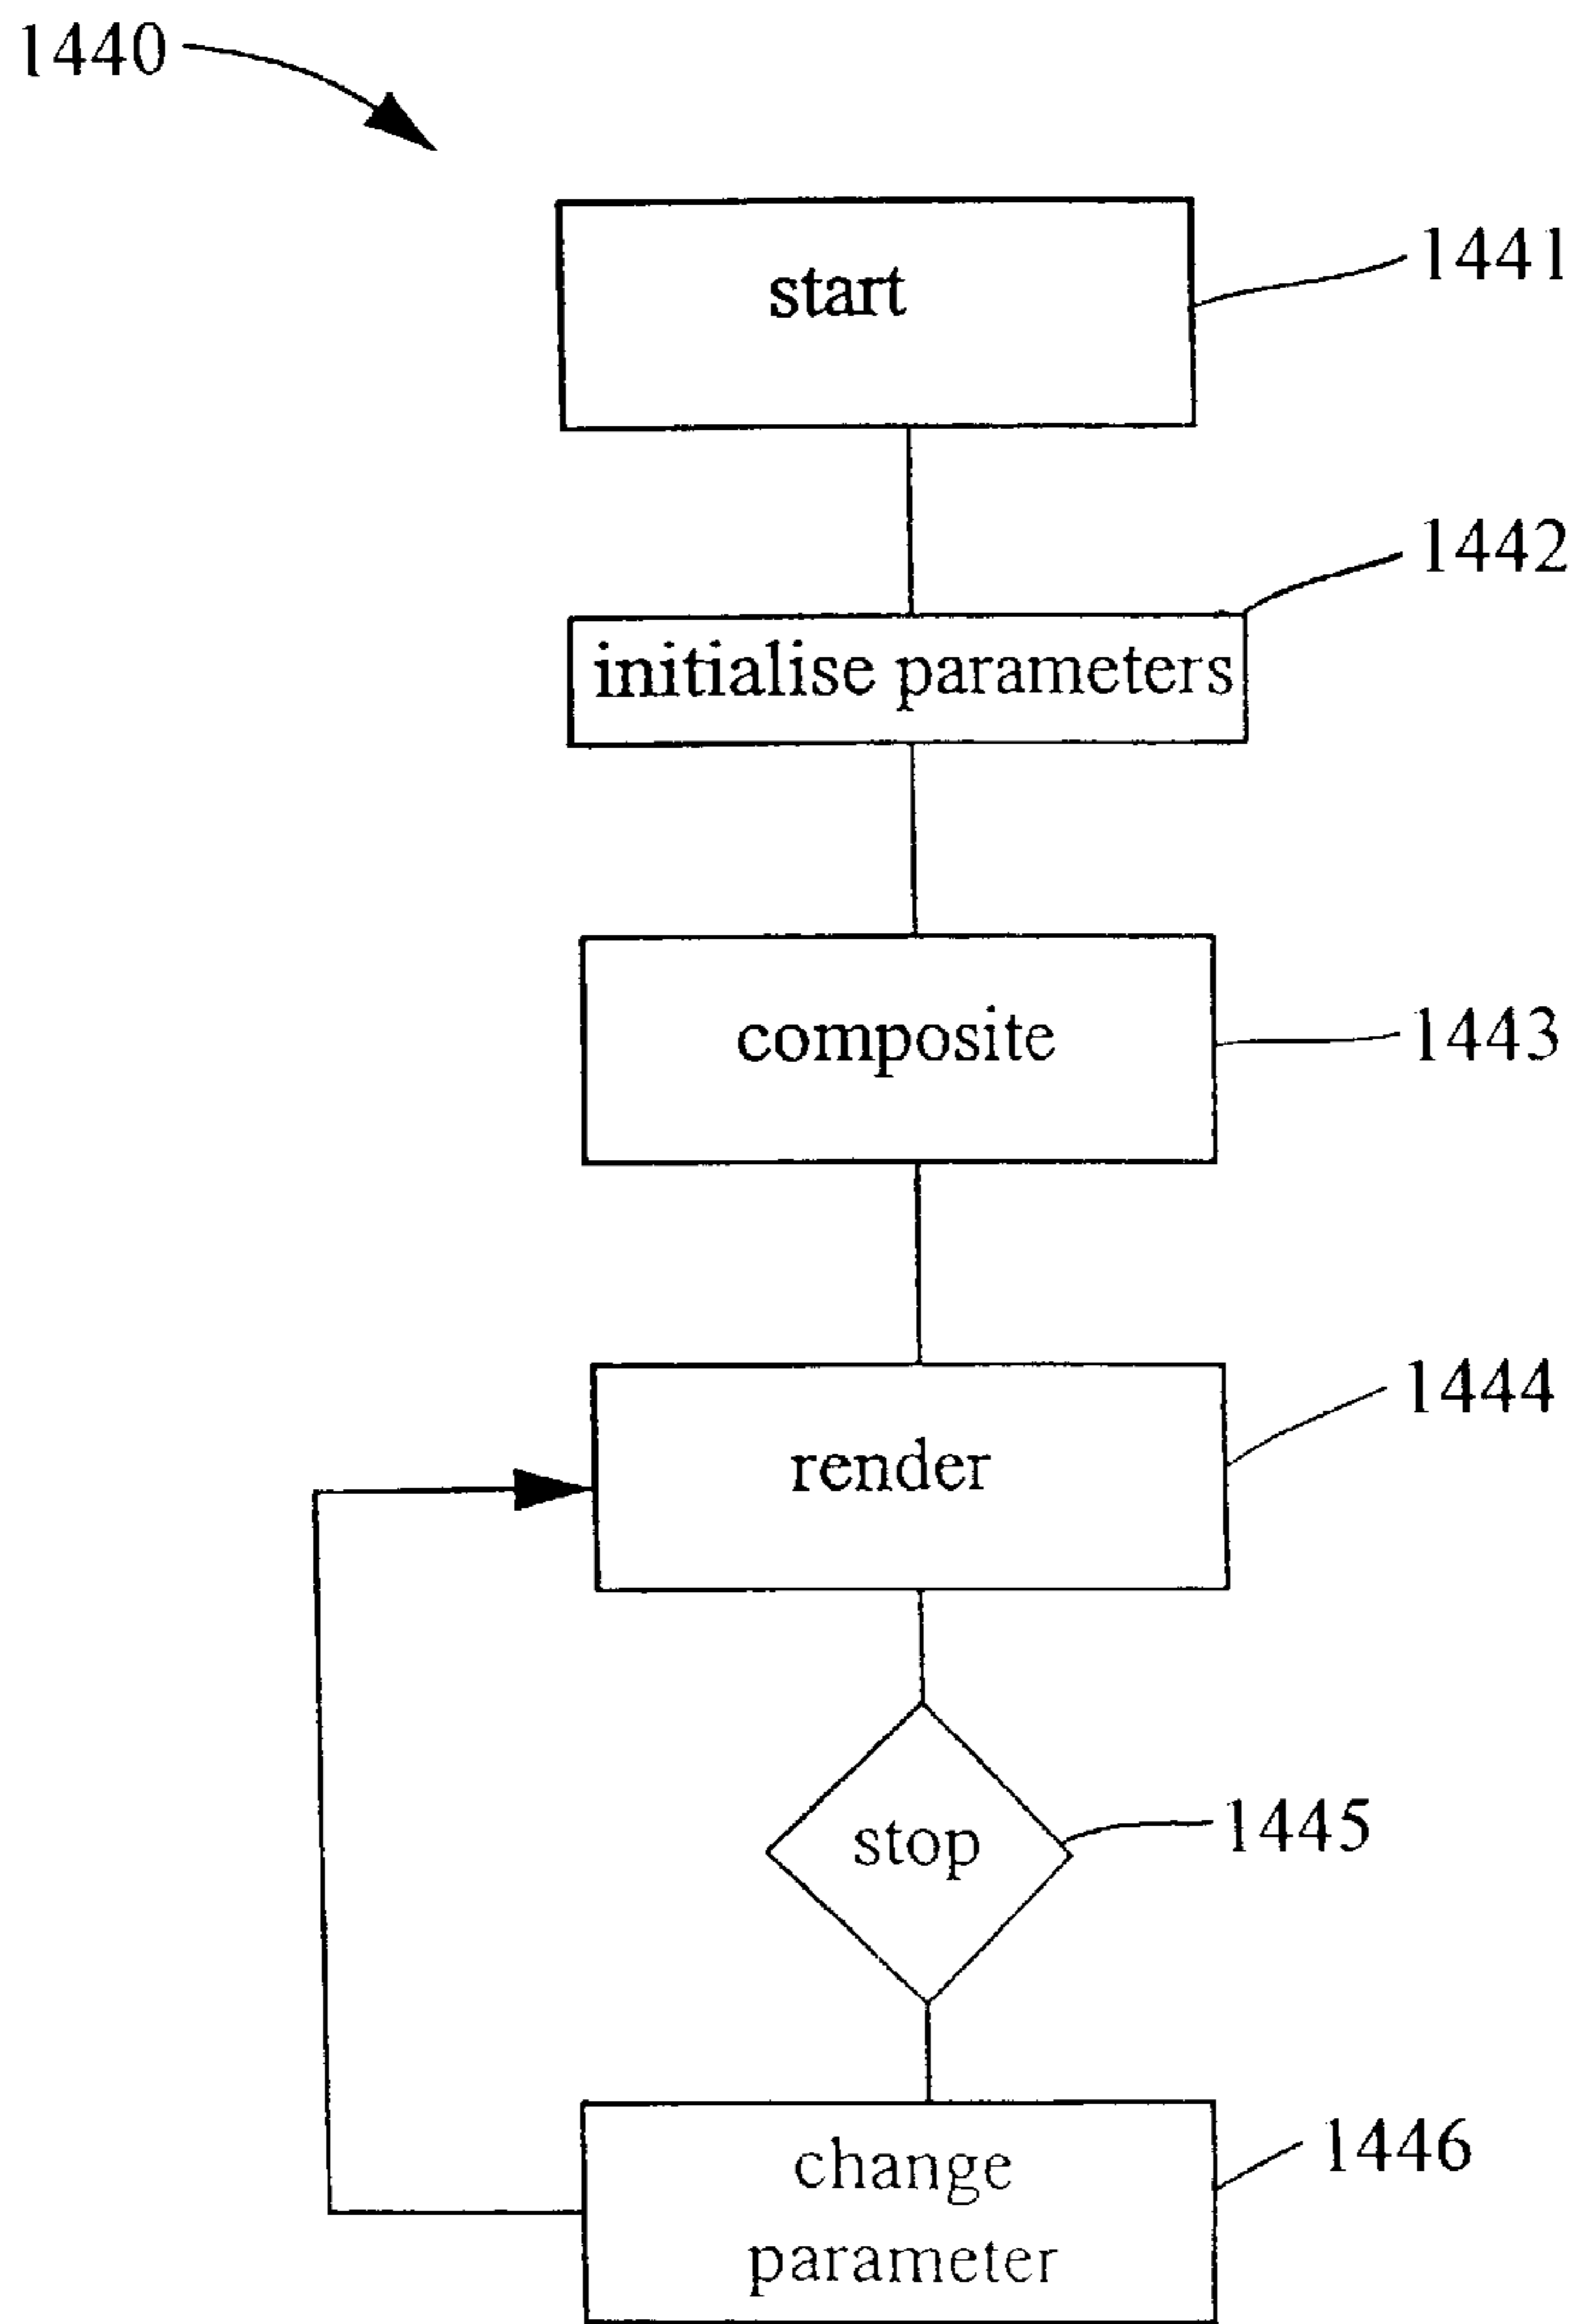 1440
start
1441
1442
initialise parameters
composite
1443
1444
render
stop
1445
change
1446
parameter